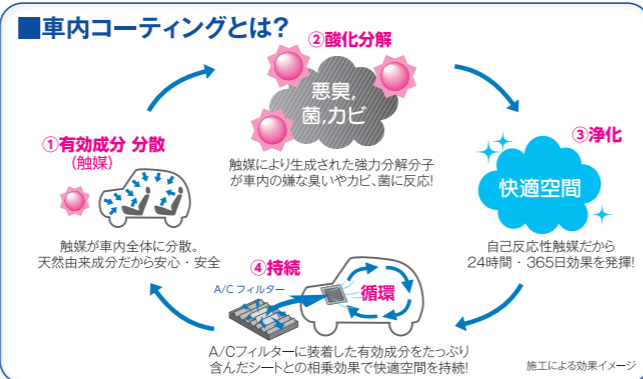 ■車内コーティングとは?
①有効成分 分散
(触媒)
触媒が車内全体に分散。
天然由来成分だから安心・安全
②酸化分解
悪臭,
菌,カビ
触媒により生成された強力分解分子
が車内の嫌な臭いやカビ、菌に反応!
③浄化
快適空間
自己反応性触媒だから
24時間・365日効果を発揮!
④持続
A/Cフィルター
循環
A/Cフィルターに装着した有効成分をたっぷり
含んだシートとの相乗効果で快適空間を持続!
施工による効果イメージ